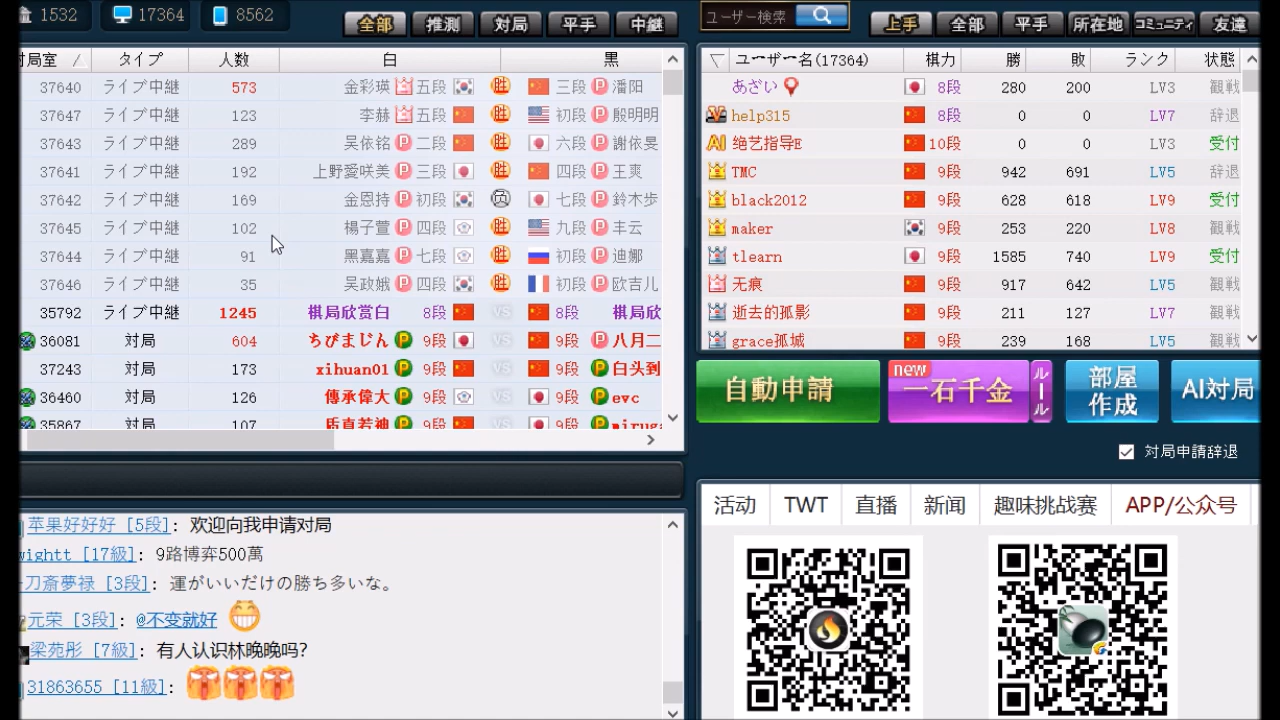 1532 17364 8562
全部 推测 対局 平手 中継
ユーザー検索
上手 全部 平手 所在地 コミュニティ 友達
対局室 タイプ 人数 白 黒
37640 ライブ中継 573 金彩瑛 P 五段 胜 三段 P 潘阳
37647 ライブ中継 123 李赫 五段 胜 初段 P 殷明明
37643 ライブ中継 289 吴依铭 P 二段 胜 六段 P 謝依旻
37641 ライブ中継 192 上野愛咲美 P 三段 胜 四段 P 王爽
37642 ライブ中継 169 金恩持 P 初段 七段 P 鈴木歩
37645 ライブ中継 102 楊子萱 P 四段 胜 九段 P 丰云
37644 ライブ中継 91 黑嘉嘉 P 七段 胜 初段 P 迪娜
37646 ライブ中継 35 吴政娥 P 四段 胜 初段 P 欧吉儿
35792 ライブ中継 1245 棋局欣赏白 8段 VS 8段 棋局欣
36081 対局 604 ちびまじん P 9段 VS 9段 P 八月二
37243 対局 173 xihuan01 P 9段 VS 9段 P 白头到
36460 対局 126 傳承偉大 P 9段 VS 9段 P evc
35867 対局 107 质直若神 P 9段 VS 9段 P miruga
ユーザー名(17364) 棋力 勝 敗 ランク 状態
あざい 8段 280 200 LV3 観戦
help315 8段 0 0 LV7 辞退
AI 绝艺指导E 10段 0 0 LV3 受付
TMC 9段 942 691 LV5 辞退
black2012 9段 628 618 LV9 受付
maker 9段 253 220 LV8 観戦
tlearn 9段 1585 740 LV9 受付
无痕 9段 917 642 LV5 観戦
逝去的孤影 9段 211 127 LV7 観戦
grace孤城 9段 239 168 LV5 観戦
自動申請 new 一石千金 ルール 部屋作成 AI対局
対局申請辞退
活动 TWT 直播 新闻 趣味挑战赛 APP/公众号
苹果好好好 [5段]: 欢迎向我申请对局
wightt [17級]: 9路博弈500萬
刀斎夢禄 [3段]: 運がいいだけの勝ち多いな。
元荣 [3段]: @不变就好
梁苑彤 [7級]: 有人认识林晚晚吗?
31863655 [11級]: